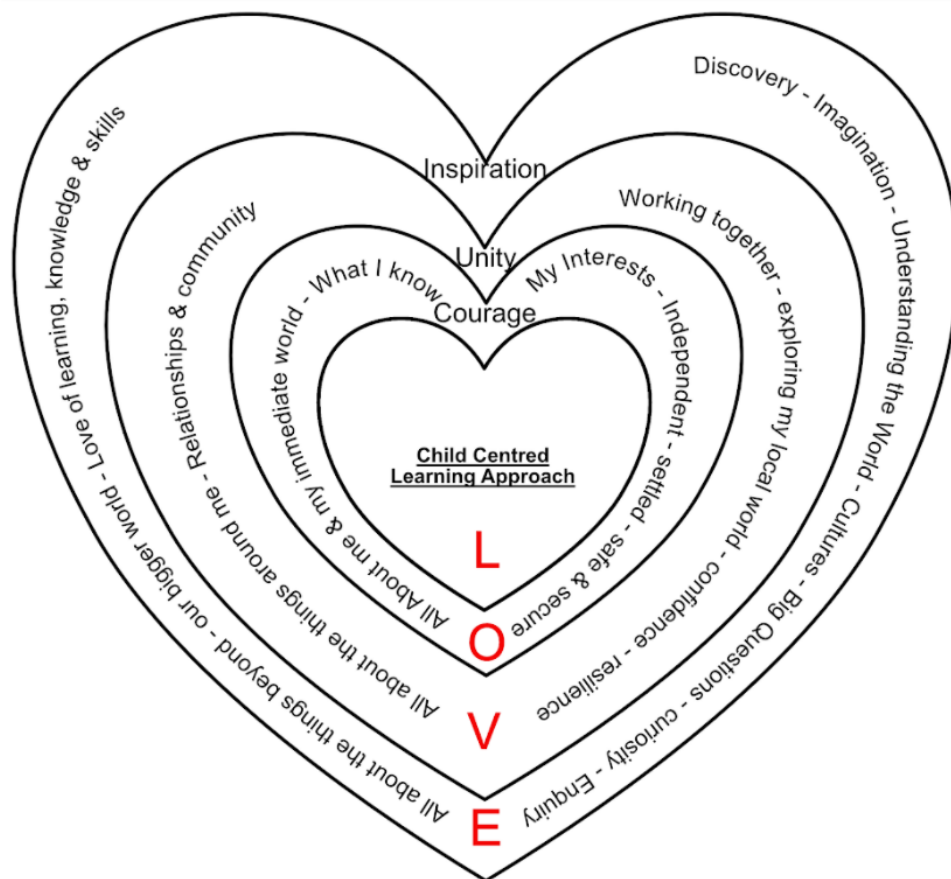 Inspiration
Unity
Courage
Child Centred
Learning Approach
L
O
V
E
All About me & my immediate world - What I know
My Interests - Independent - settled - safe & secure
All about the things around me - Relationships & community
Working together - exploring my local world - confidence - resilience
All about the things beyond - our bigger world - Love of learning, knowledge & skills
Discovery - Imagination - Understanding the World - Cultures - Big Questions - curiosity - Enquiry